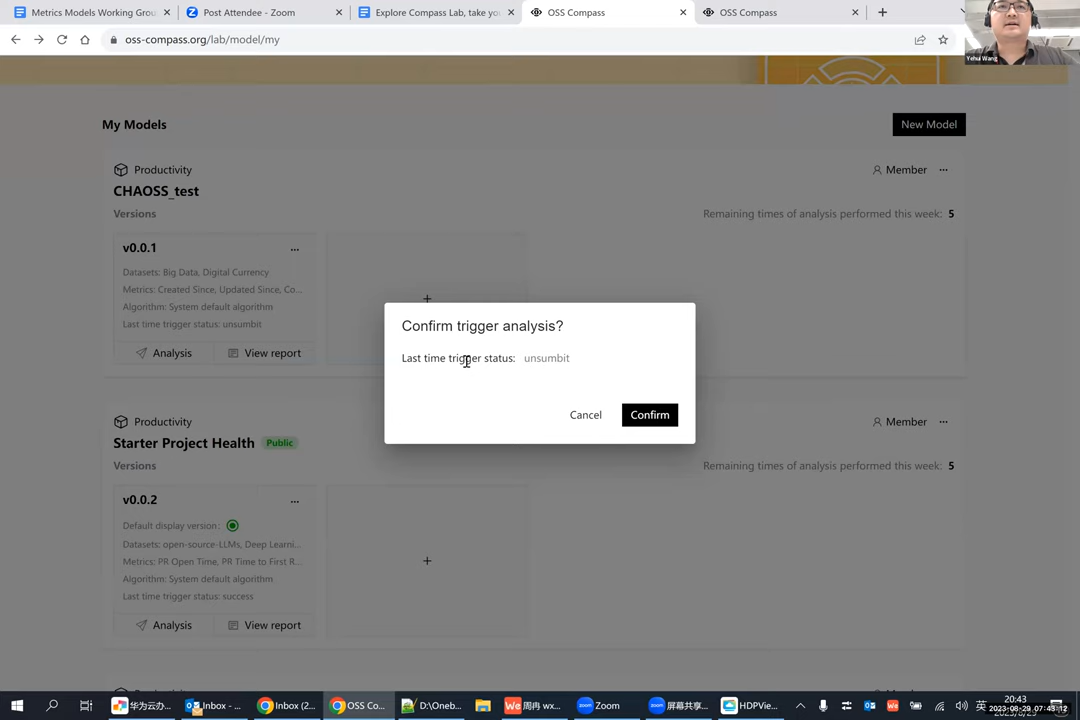 Metrics Models Working Grou
Post Attendee - Zoom
Explore Compass Lab, take you
OSS Compass
OSS Compass
oss-compass.org/lab/model/my
Yehui Wang
My Models
New Model
Productivity
Member
CHAOSS_test
Versions
Remaining times of analysis performed this week: 5
v0.0.1
Datasets: Big Data, Digital Currency
Metrics: Created Since, Updated Since, Co...
Algorithm: System default algorithm
Last time trigger status: unsumbit
Analysis
View report
Confirm trigger analysis?
Last time trigger status: unsumbit
Cancel
Confirm
Productivity
Member
Starter Project Health
Public
Versions
Remaining times of analysis performed this week: 5
v0.0.2
Default display version:
Datasets: open-source-LLMs, Deep Learni...
Metrics: PR Open Time, PR Time to First R...
Algorithm: System default algorithm
Last time trigger status: success
Analysis
View report
华为云办...
Inbox - ...
Inbox (2...
OSS Co...
D:\Oneb...
周冉 wx...
Zoom
屏幕共享...
HDPVie...
英
20:43
2023-08-29 07:43:12